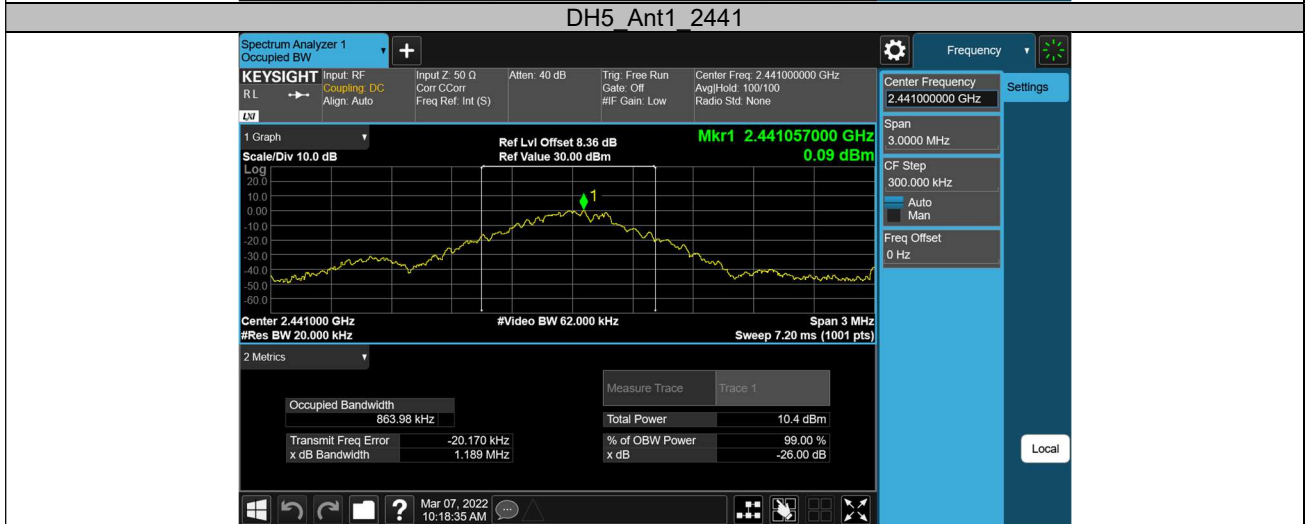 DH5_Ant1_2441
Spectrum Analyzer 1
Occupied BW
+
Frequency
KEYSIGHT
RL
LXI
Input: RF
Coupling: DC
Align: Auto
Input Z: 50 Ω
Corr CCorr
Freq Ref: Int (S)
Atten: 40 dB
Trig: Free Run
Gate: Off
#IF Gain: Low
Center Freq: 2.441000000 GHz
Avg|Hold: 100/100
Radio Std: None
Center Frequency
2.441000000 GHz
Settings
Span
3.0000 MHz
CF Step
300.000 kHz
Auto
Man
Freq Offset
0 Hz
Local
1 Graph
Scale/Div 10.0 dB
Ref Lvl Offset 8.36 dB
Ref Value 30.00 dBm
Mkr1 2.441057000 GHz
0.09 dBm
Log
20.0
10.0
0.00
-10.0
-20.0
-30.0
-40.0
-50.0
-60.0
1
Center 2.441000 GHz
#Video BW 62.000 kHz
Span 3 MHz
#Res BW 20.000 kHz
Sweep 7.20 ms (1001 pts)
2 Metrics
Measure Trace Trace 1
Occupied Bandwidth
863.98 kHz
Total Power 10.4 dBm
Transmit Freq Error -20.170 kHz
% of OBW Power 99.00 %
x dB Bandwidth 1.189 MHz
x dB -26.00 dB
?
Mar 07, 2022
10:18:35 AM